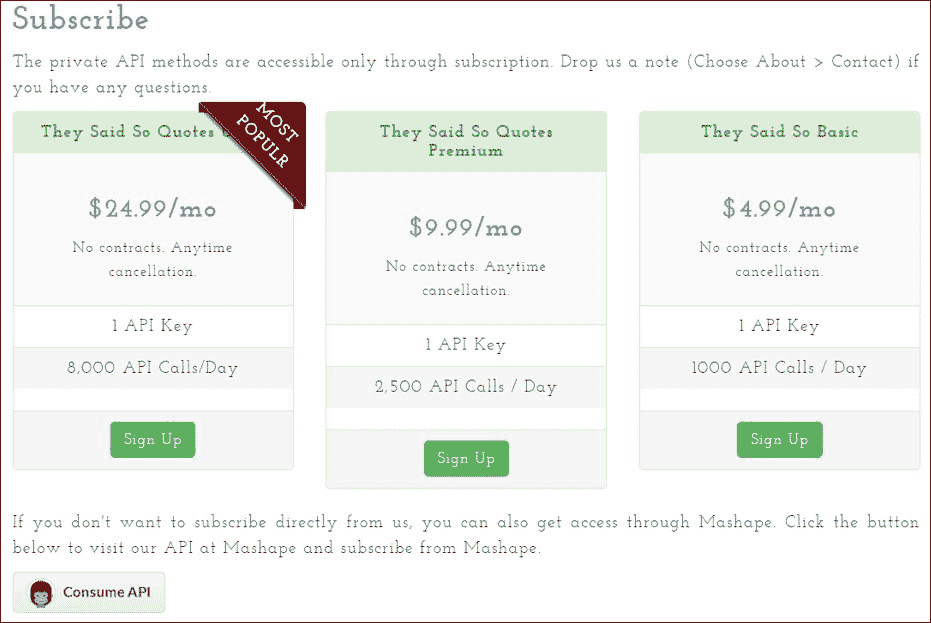 Subscribe
The private API methods are accessible only through subscription. Drop us a note (Choose About > Contact) if
you have any questions.
MOST
POPULR
They Said So Quotes
$24.99/mo
No contracts. Anytime
cancellation.
1 API Key
8,000 API Calls/Day
Sign Up
They Said So Quotes
Premium
$9.99/mo
No contracts. Anytime
cancellation.
1 API Key
2,500 API Calls / Day
Sign Up
They Said So Basic
$4.99/mo
No contracts. Anytime
cancellation.
1 API Key
1000 API Calls / Day
Sign Up
If you don't want to subscribe directly from us, you can also get access through Mashape. Click the button
below to visit our API at Mashape and subscribe from Mashape.
Consume API